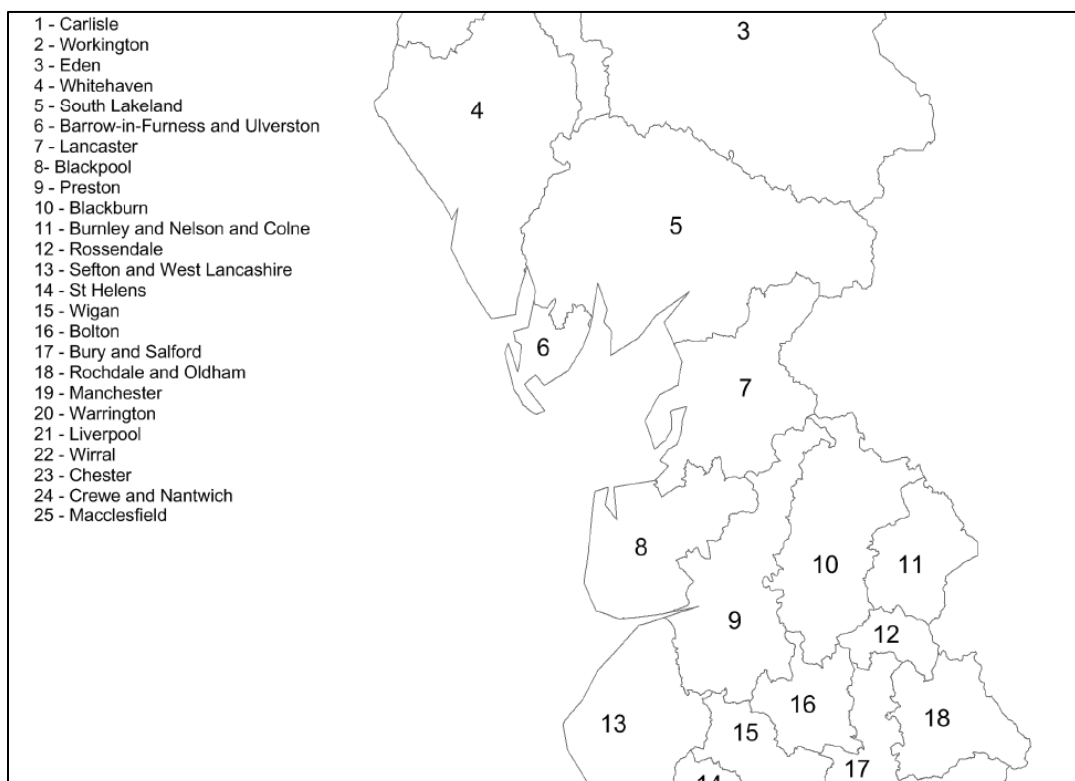 1 - Carlisle
2 - Workington
3 - Eden
4 - Whitehaven
5 - South Lakeland
6 - Barrow-in-Furness and Ulverston
7 - Lancaster
8- Blackpool
9 - Preston
10 - Blackburn
11 - Burnley and Nelson and Colne
12 - Rossendale
13 - Sefton and West Lancashire
14 - St Helens
15 - Wigan
16 - Bolton
17 - Bury and Salford
18 - Rochdale and Oldham
19 - Manchester
20 - Warrington
21 - Liverpool
22 - Wirral
23 - Chester
24 - Crewe and Nantwich
25 - Macclesfield
3
4
5
6
7
8
10
11
9
12
16
18
13
15
17
14